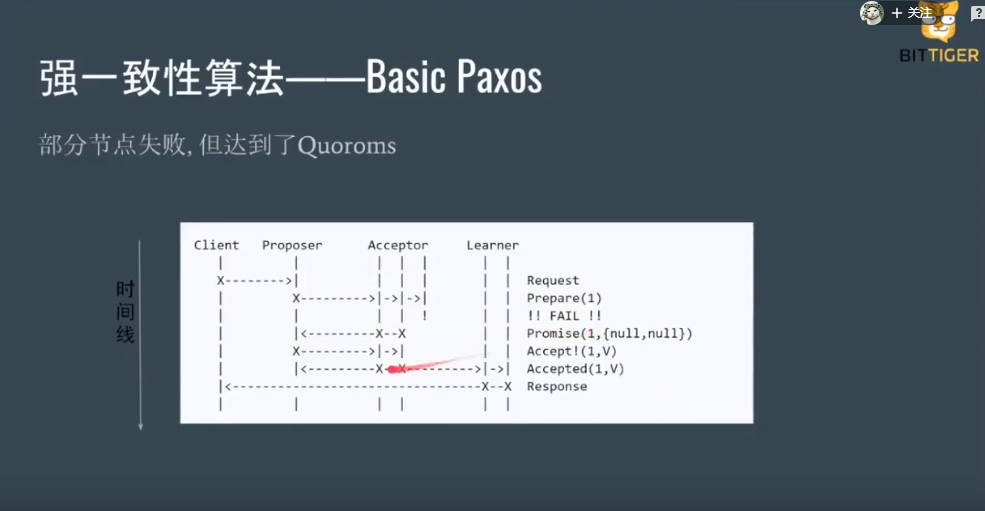 + 关注
?
BITTIGER
强一致性算法——Basic Paxos
部分节点失败, 但达到了Quoroms
时间线
Client Proposer Acceptor Learner
| | | | | | |
X-------->| | | | | | Request
| X--------->|->|->| | | Prepare(1)
| | | | ! | | !! FAIL !!
| |<---------X--X | | Promise(1,{null,null})
| X--------->|->| | | Accept!(1,V)
| |<---------X--X--------->|->| Accepted(1,V)
|<---------------------------------X--X Response
| | | | | |